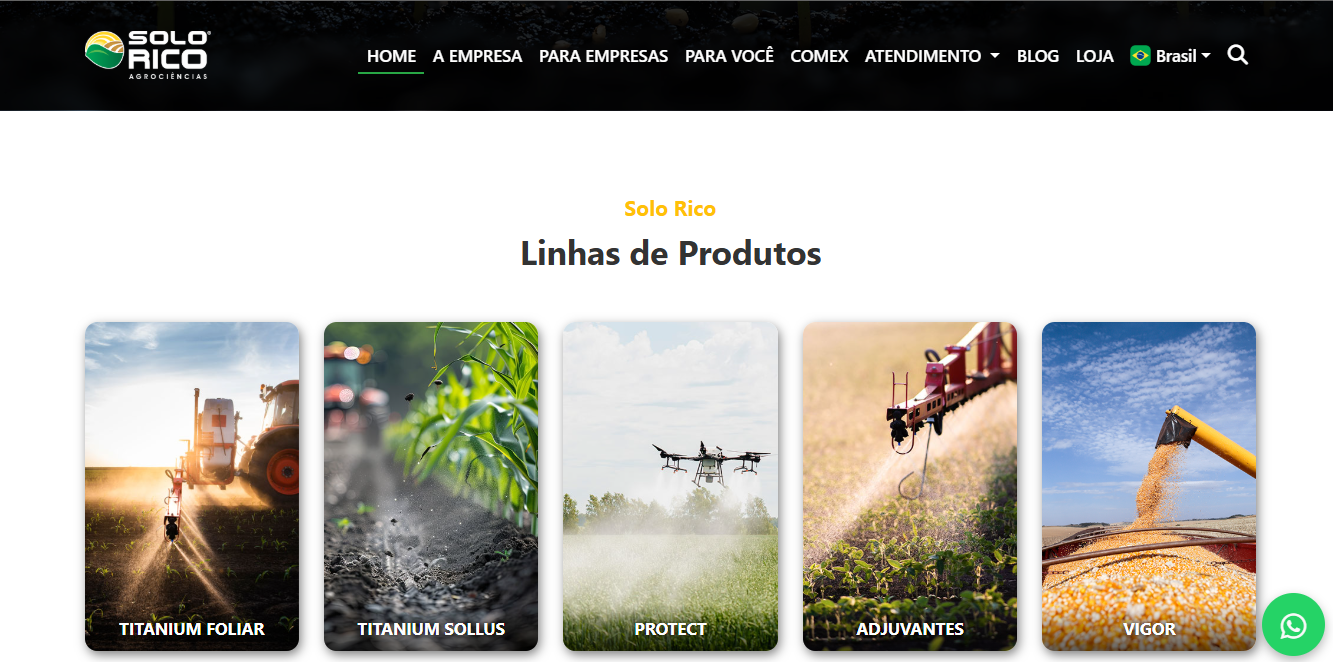 SOLO®
RICO
AGROCIÊNCIAS
HOME A EMPRESA PARA EMPRESAS PARA VOCÊ COMEX ATENDIMENTO BLOG LOJA Brasil
Solo Rico
Linhas de Produtos
TITANIUM FOLIAR
TITANIUM SOLLUS
PROTECT
ADJUVANTES
VIGOR